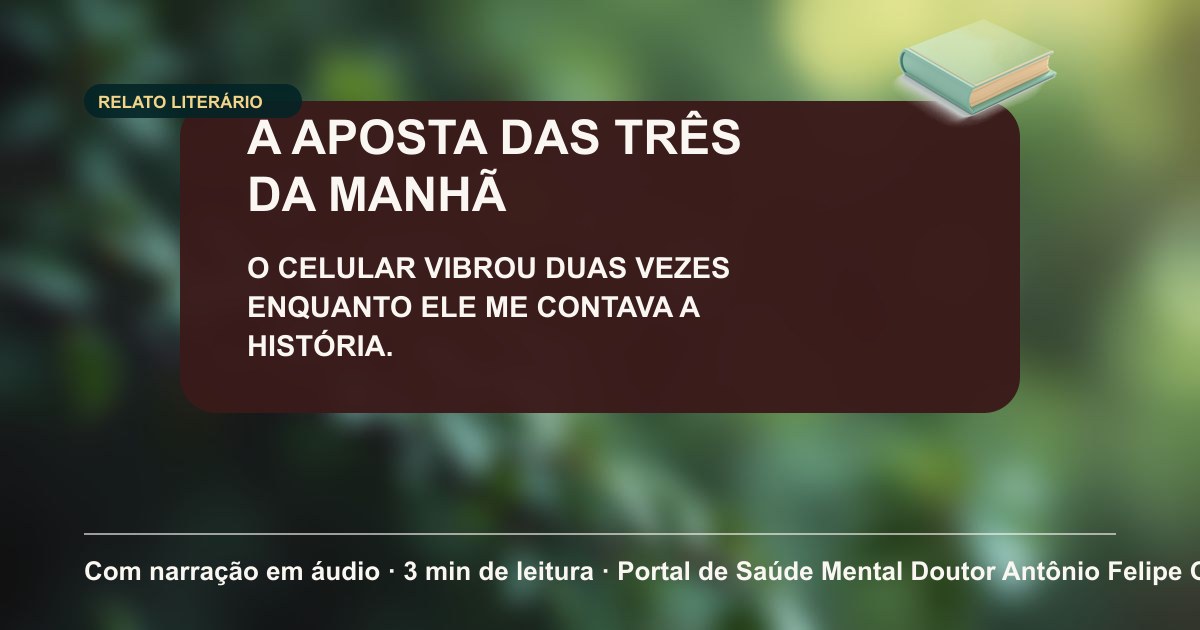 RELATO LITERÁRIO
A APOSTA DAS TRÊS
DA MANHÃ
O CELULAR VIBROU DUAS VEZES
ENQUANTO ELE ME CONTAVA A
HISTÓRIA.
Com narração em áudio · 3 min de leitura · Portal de Saúde Mental Doutor Antônio Felipe